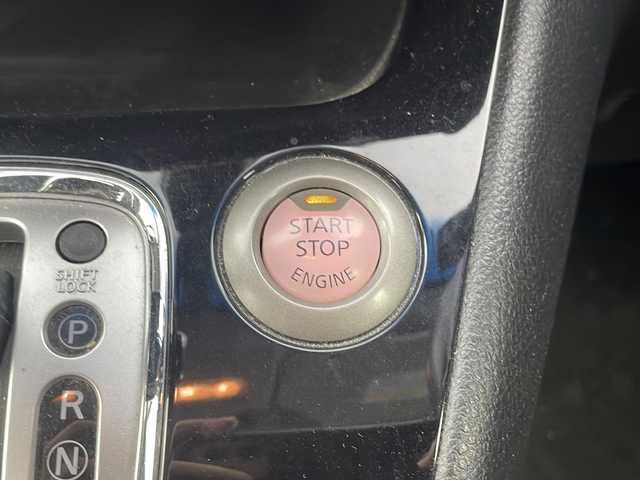 START
STOP
ENGINE
SHIFT
LOCK
P
R
N